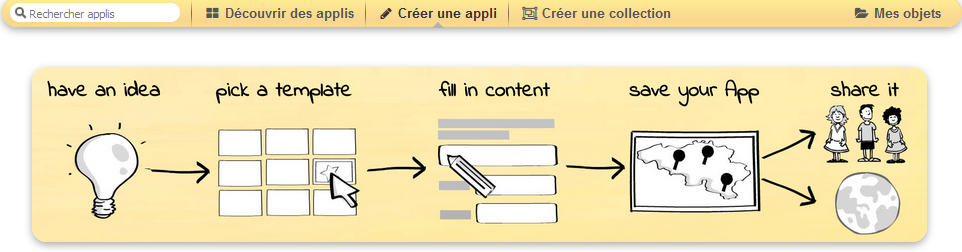 Rechercher applis
Découvrir des applis
Créer une appli
Créer une collection
Mes objets
have an idea
pick a template
fill in content
save your App
share it